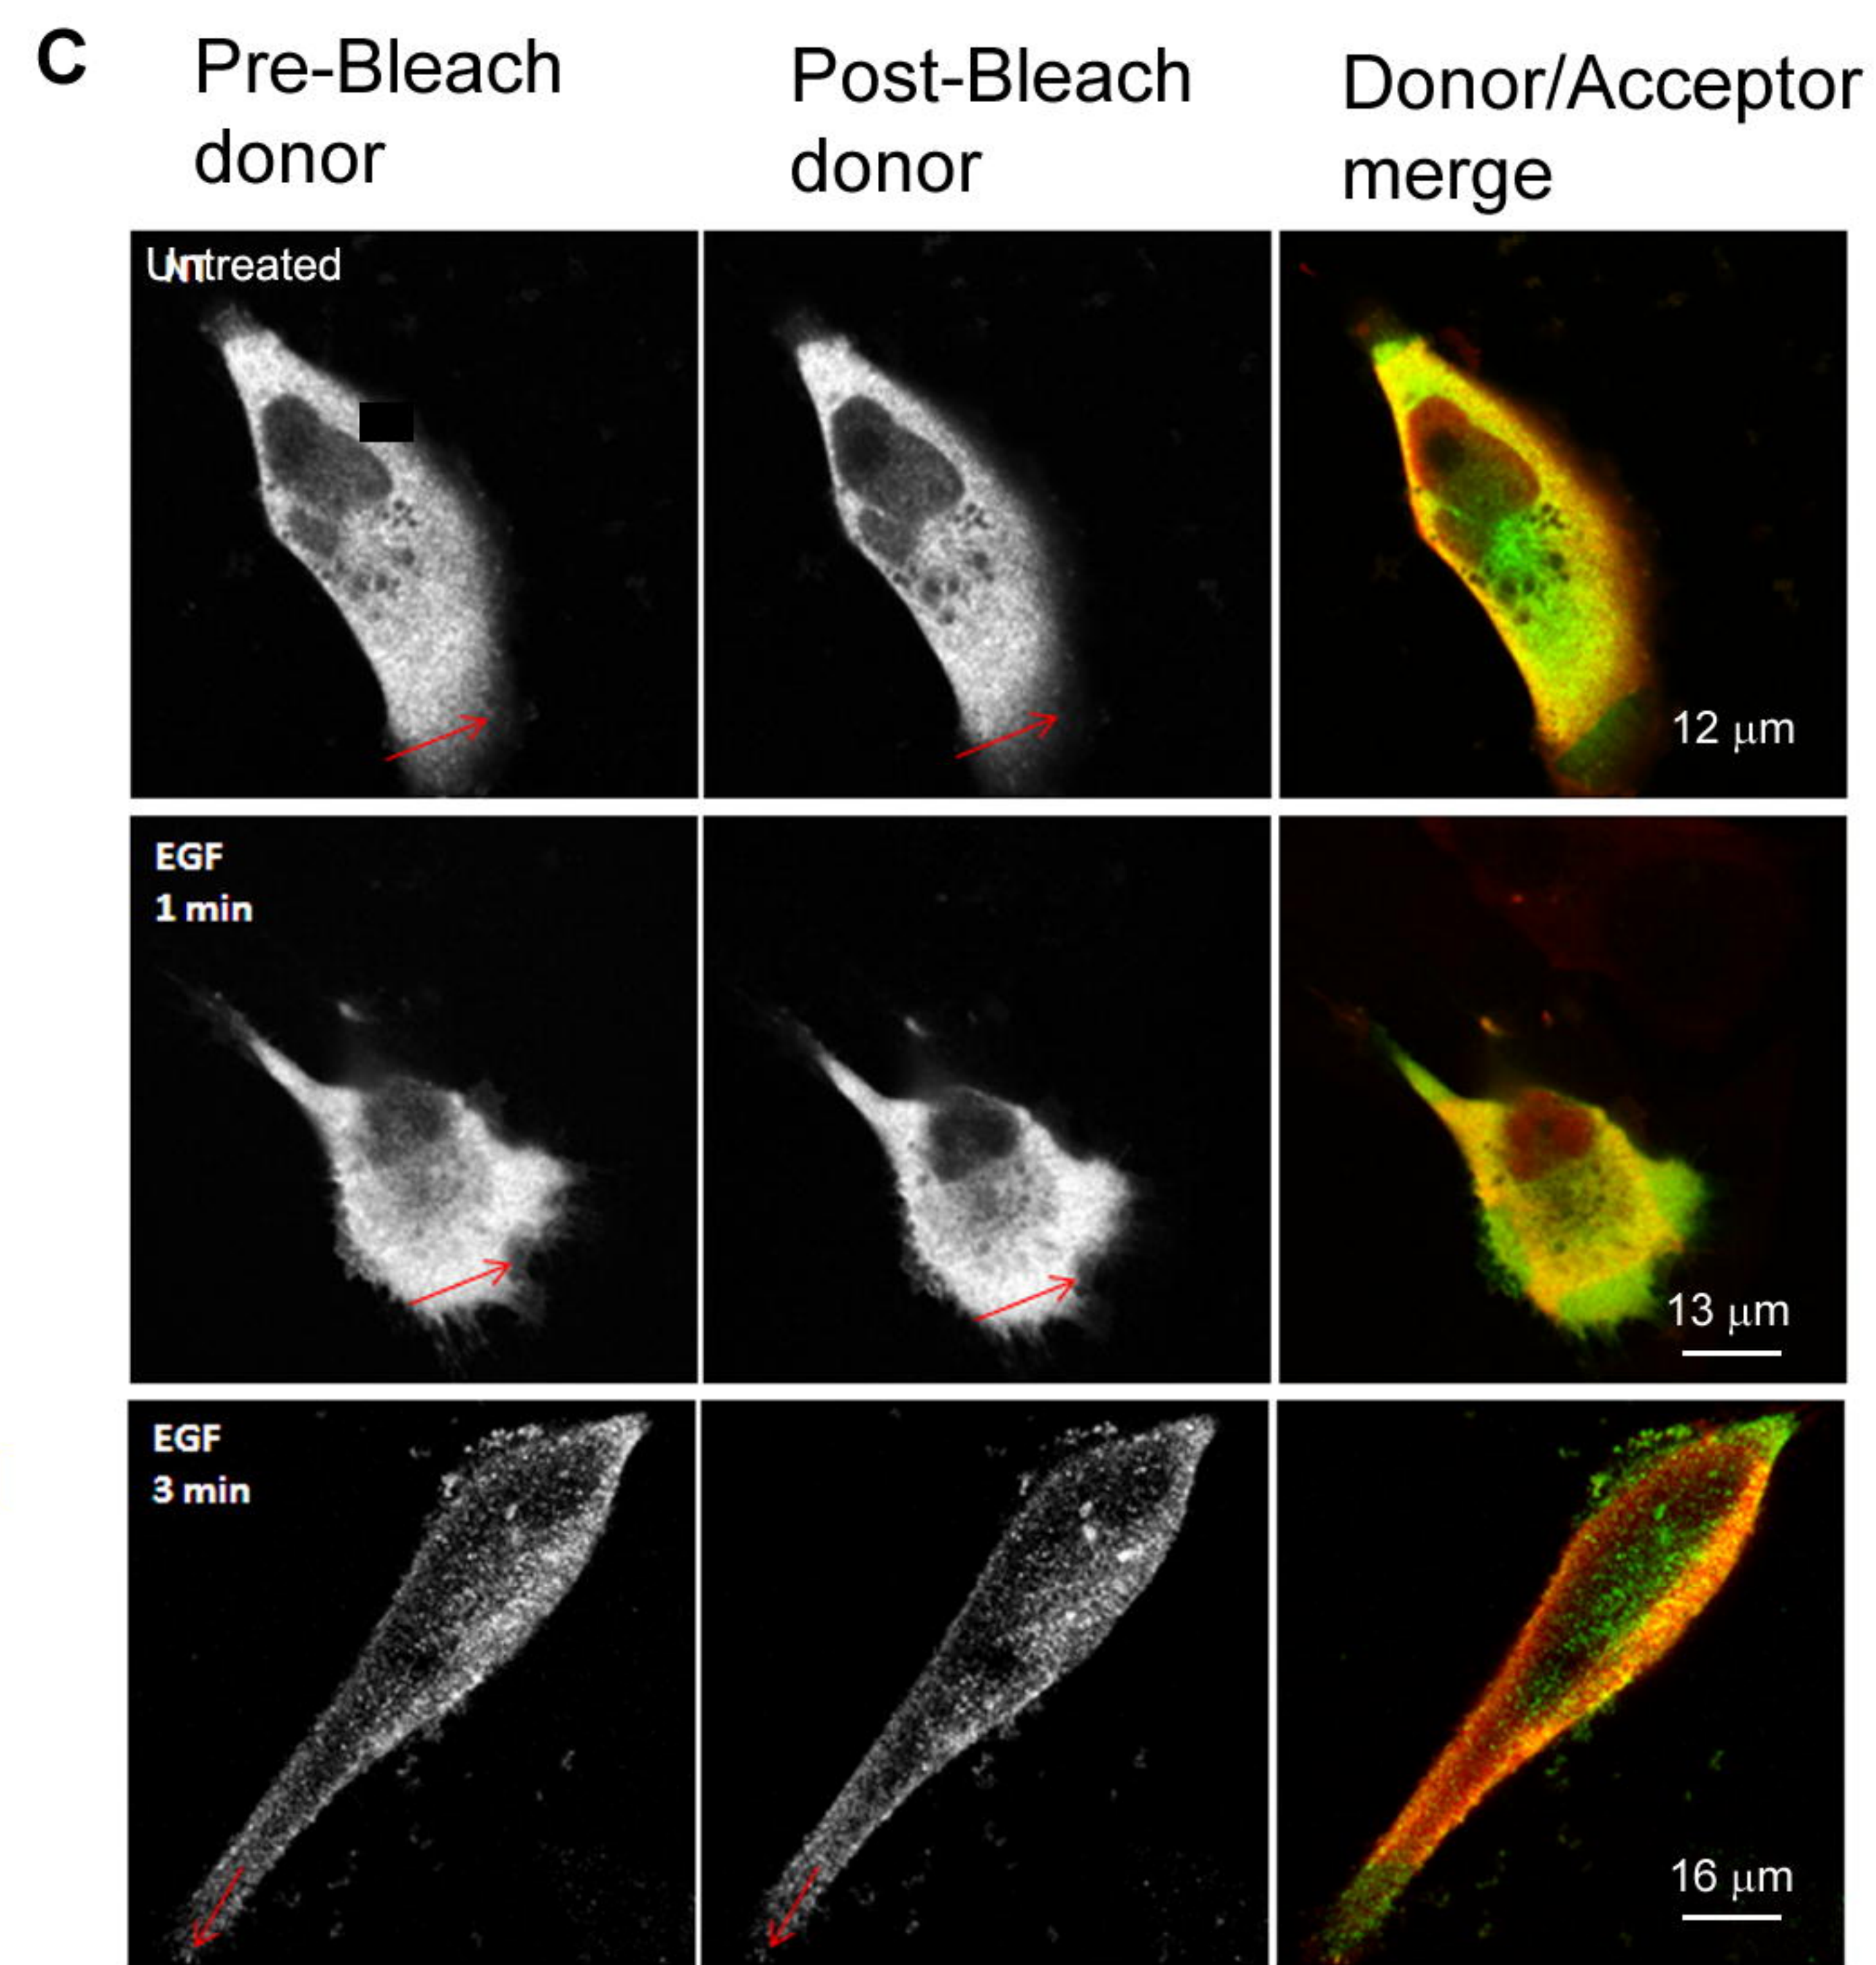 C
Pre-Bleach
donor
Post-Bleach
donor
Donor/Acceptor
merge
Untreated
12 μm
EGF
1 min
13 μm
EGF
3 min
16 μm